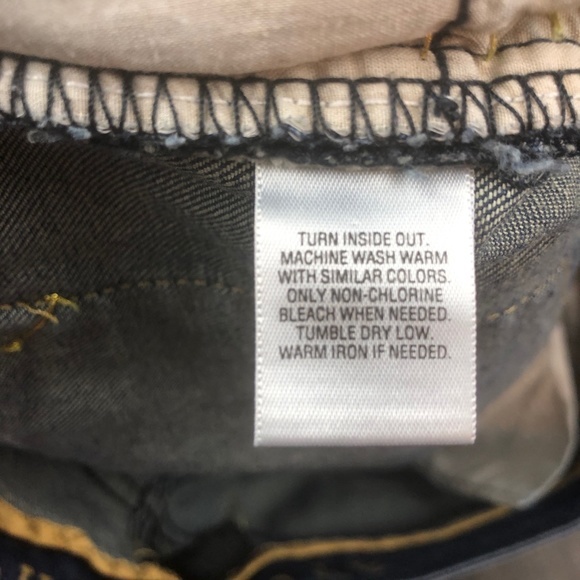 TURN INSIDE OUT.
MACHINE WASH WARM
WITH SIMILAR COLORS.
ONLY NON-CHLORINE
BLEACH WHEN NEEDED.
TUMBLE DRY LOW.
WARM IRON IF NEEDED.